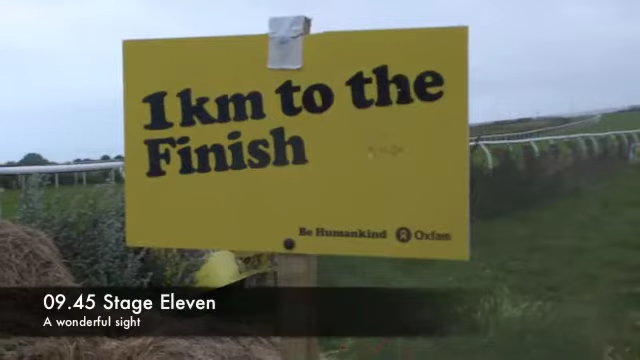 1km to the
Finish
Be Humankind Oxfam
09.45 Stage Eleven
A wonderful sight